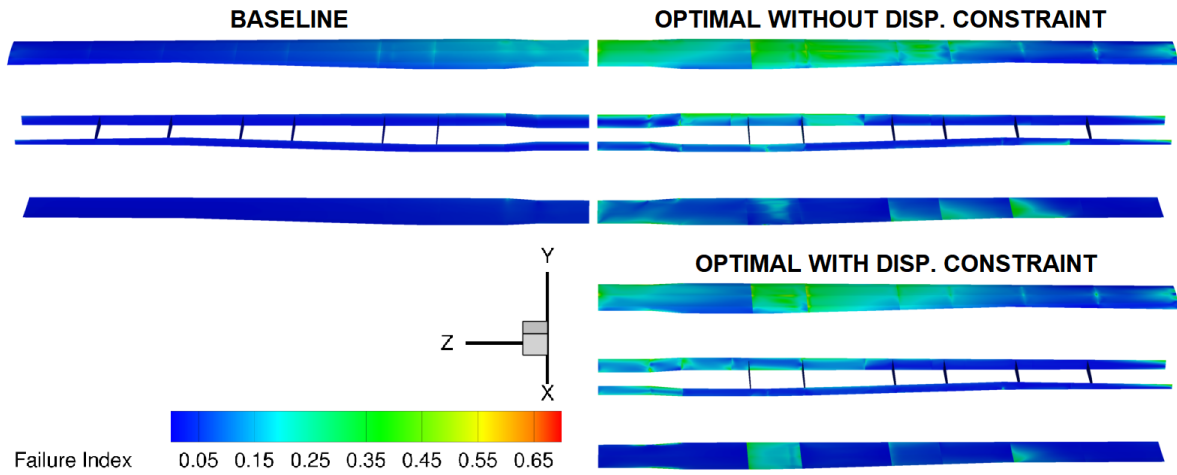 BASELINE
OPTIMAL WITHOUT DISP. CONSTRAINT
OPTIMAL WITH DISP. CONSTRAINT
Y
Z
X
Failure Index 0.05 0.15 0.25 0.35 0.45 0.55 0.65